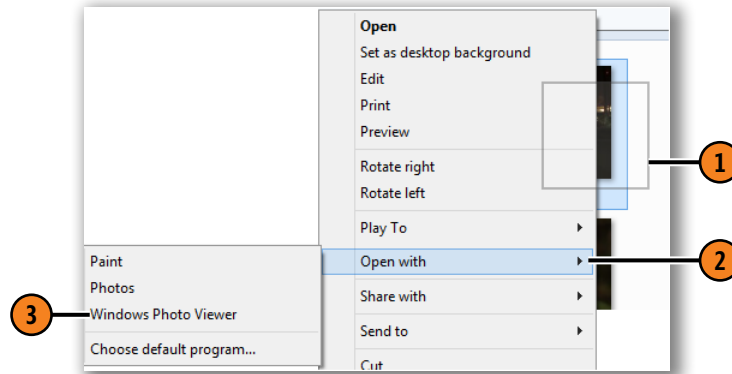 Open
Set as desktop background
Edit
Print
Preview
Rotate right
Rotate left
Play To
Open with
Share with
Send to
Cut
Paint
Photos
Windows Photo Viewer
Choose default program...
1
2
3